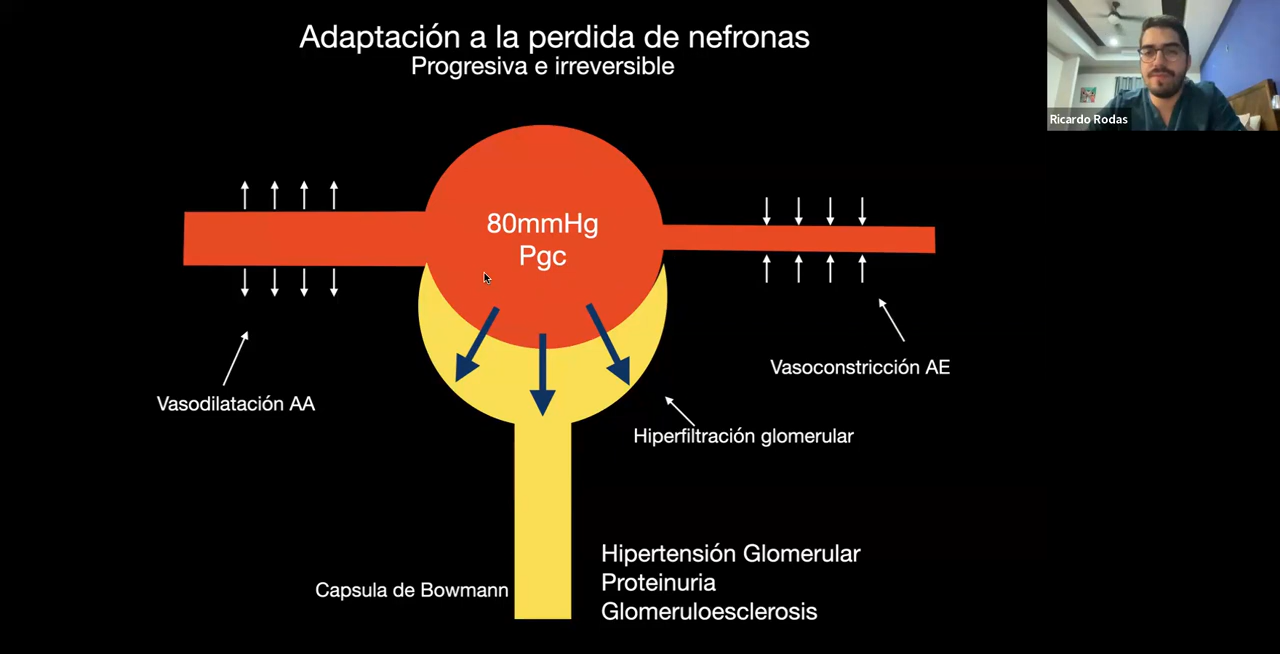 Adaptación a la perdida de nefronas
Progresiva e irreversible
Ricardo Rodas
80mmHg
Pgc
Vasoconstricción AE
Vasodilatación AA
Hiperfiltración glomerular
Hipertensión Glomerular
Proteinuria
Capsula de Bowmann
Glomeruloesclerosis